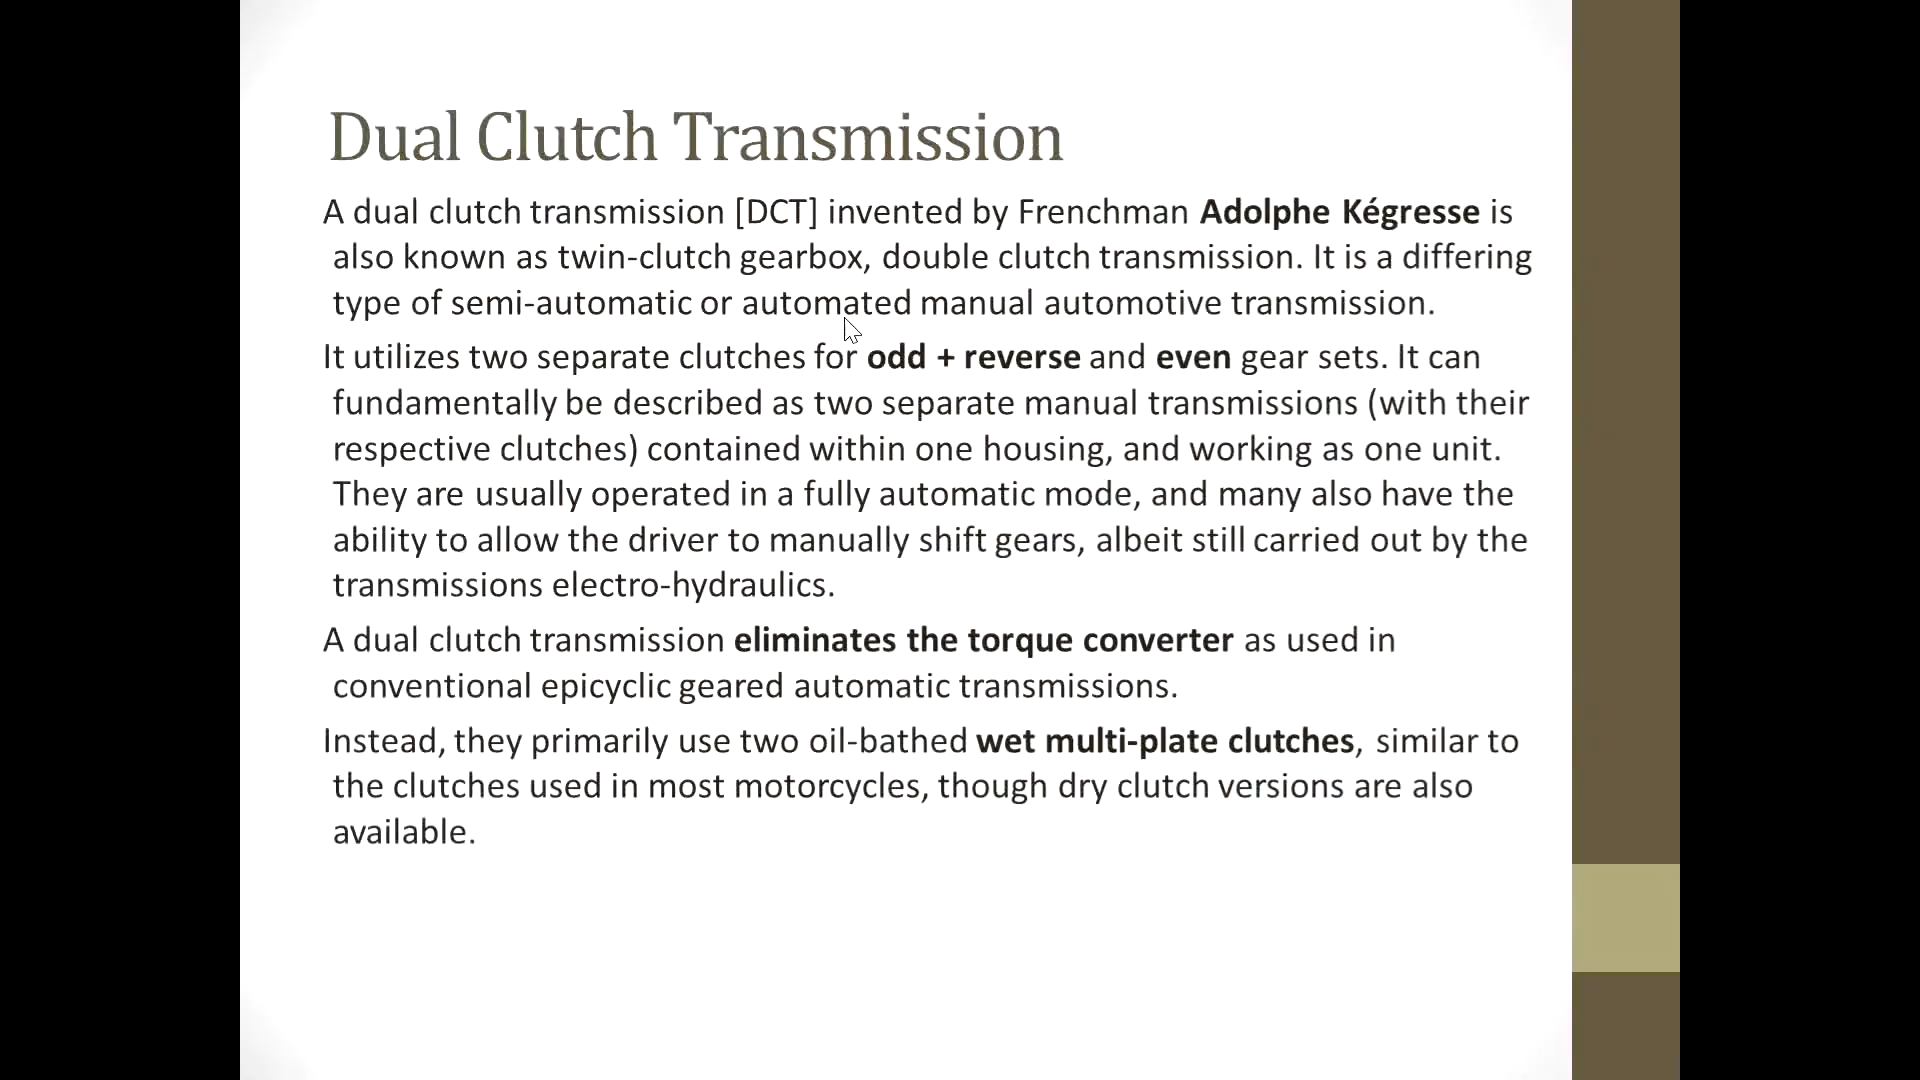 Dual Clutch Transmission
A dual clutch transmission [DCT] invented by Frenchman Adolphe Kégresse is
also known as twin-clutch gearbox, double clutch transmission. It is a differing
type of semi-automatic or automated manual automotive transmission.
It utilizes two separate clutches for odd + reverse and even gear sets. It can
fundamentally be described as two separate manual transmissions (with their
respective clutches) contained within one housing, and working as one unit.
They are usually operated in a fully automatic mode, and many also have the
ability to allow the driver to manually shift gears, albeit still carried out by the
transmissions electro-hydraulics.
A dual clutch transmission eliminates the torque converter as used in
conventional epicyclic geared automatic transmissions.
Instead, they primarily use two oil-bathed wet multi-plate clutches, similar to
the clutches used in most motorcycles, though dry clutch versions are also
available.